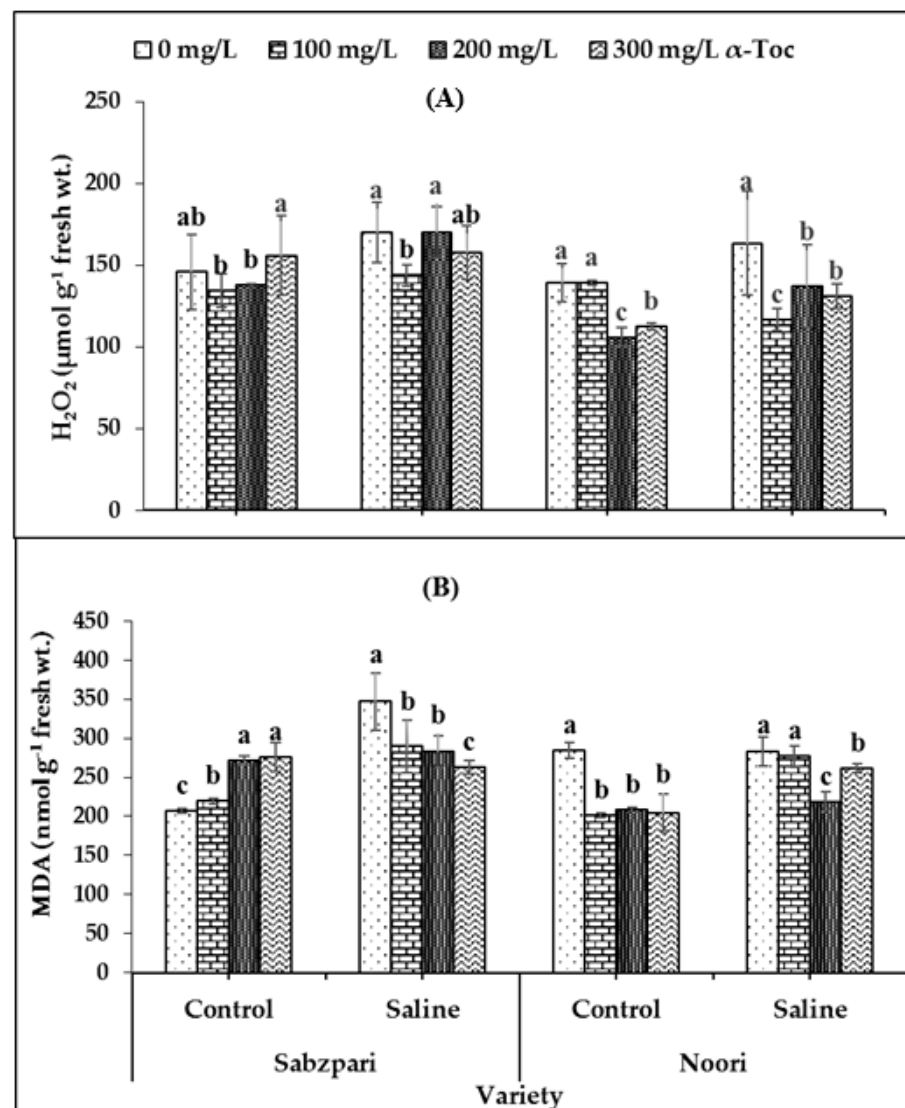 0 mg/L 100 mg/L 200 mg/L 300 mg/L α-Toc
(A)
H₂O₂ (µmol g⁻¹ fresh wt.)
250
200
150
100
50
0
ab b b a
a b a ab
a a c b
a c b b
(B)
MDA (nmol g⁻¹ fresh wt.)
450
400
350
300
250
200
150
100
50
0
c b a a
a b b c
a b b b
a a c b
Control Saline Control Saline
Sabzpari Noori
Variety